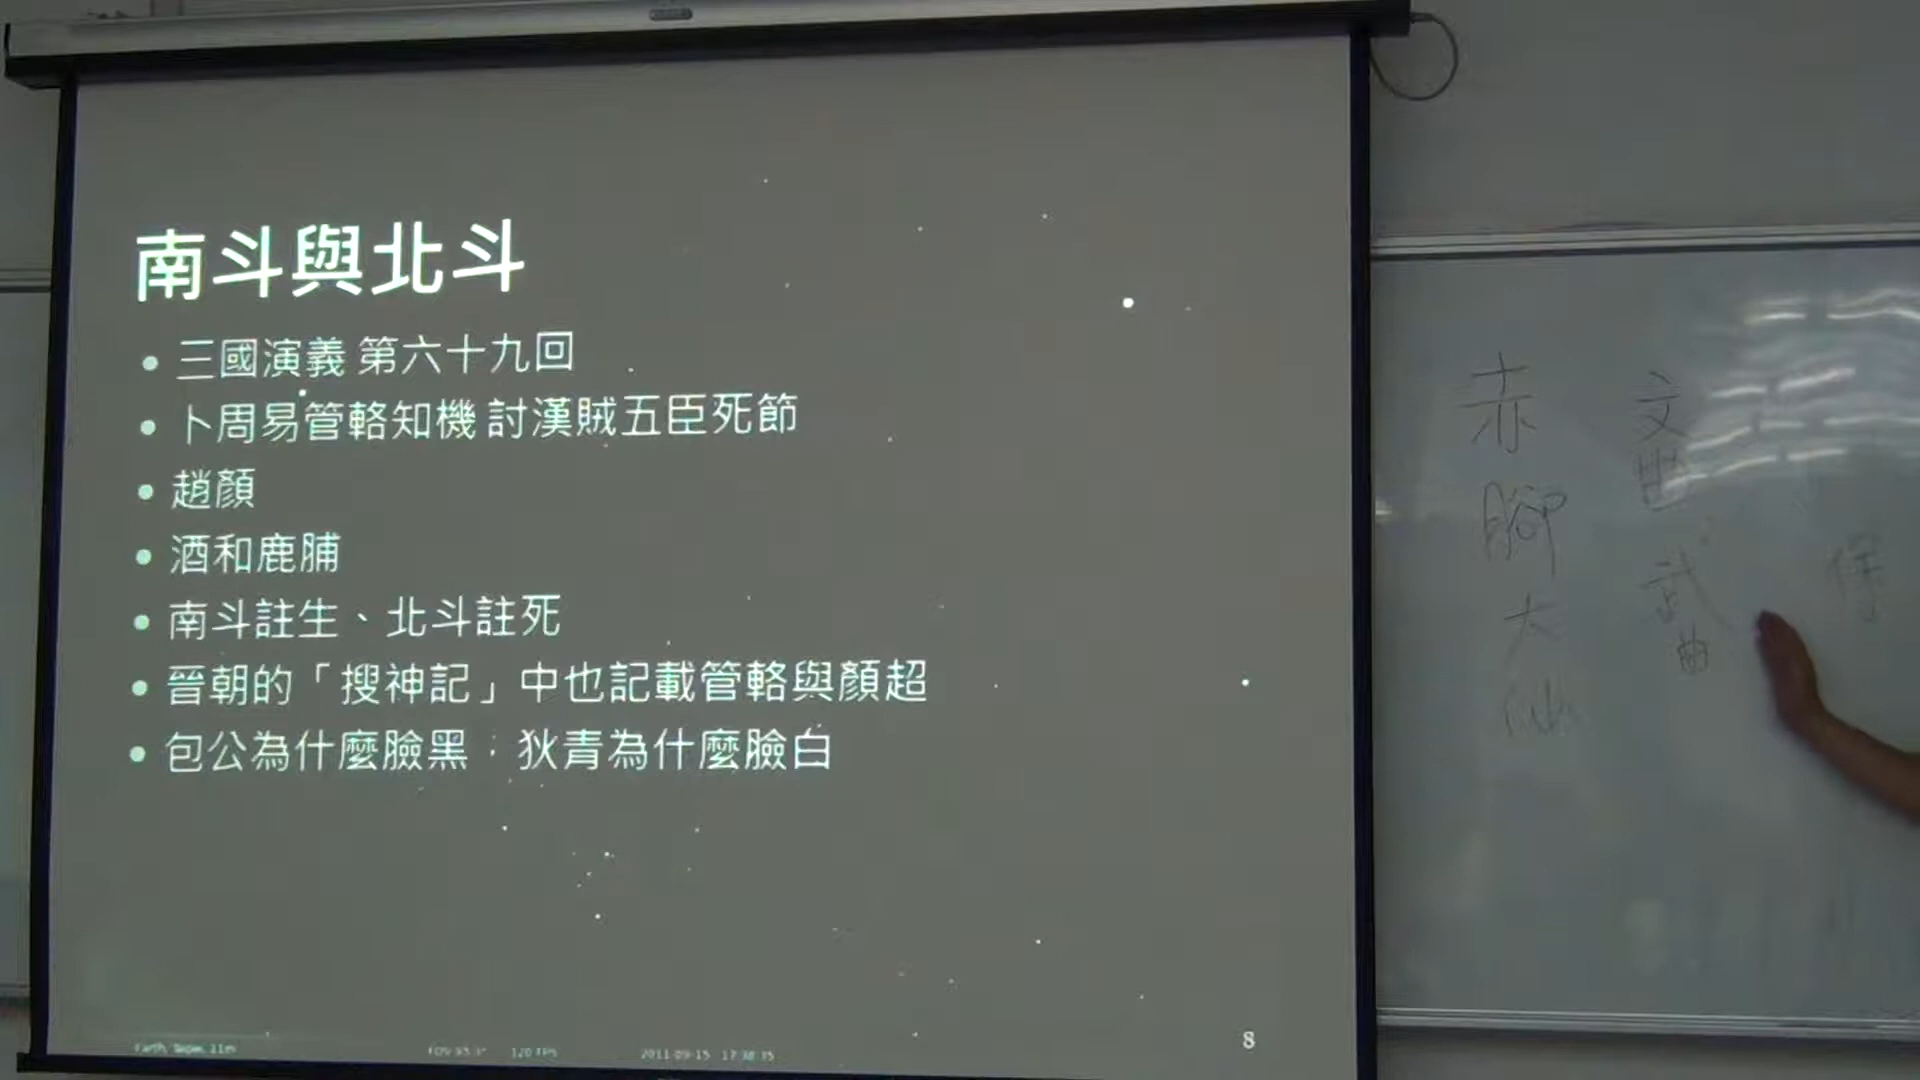 南斗與北斗
三國演義 第六十九回
卜周易管輅知機 討漢賊五臣死節
趙顏
酒和鹿脯
南斗註生、北斗註死
晉朝的「搜神記」中也記載管輅與顏超
包公為什麼臉黑，狄青為什麼臉白
2011-09-15
8
赤腳大仙
文曲
武曲